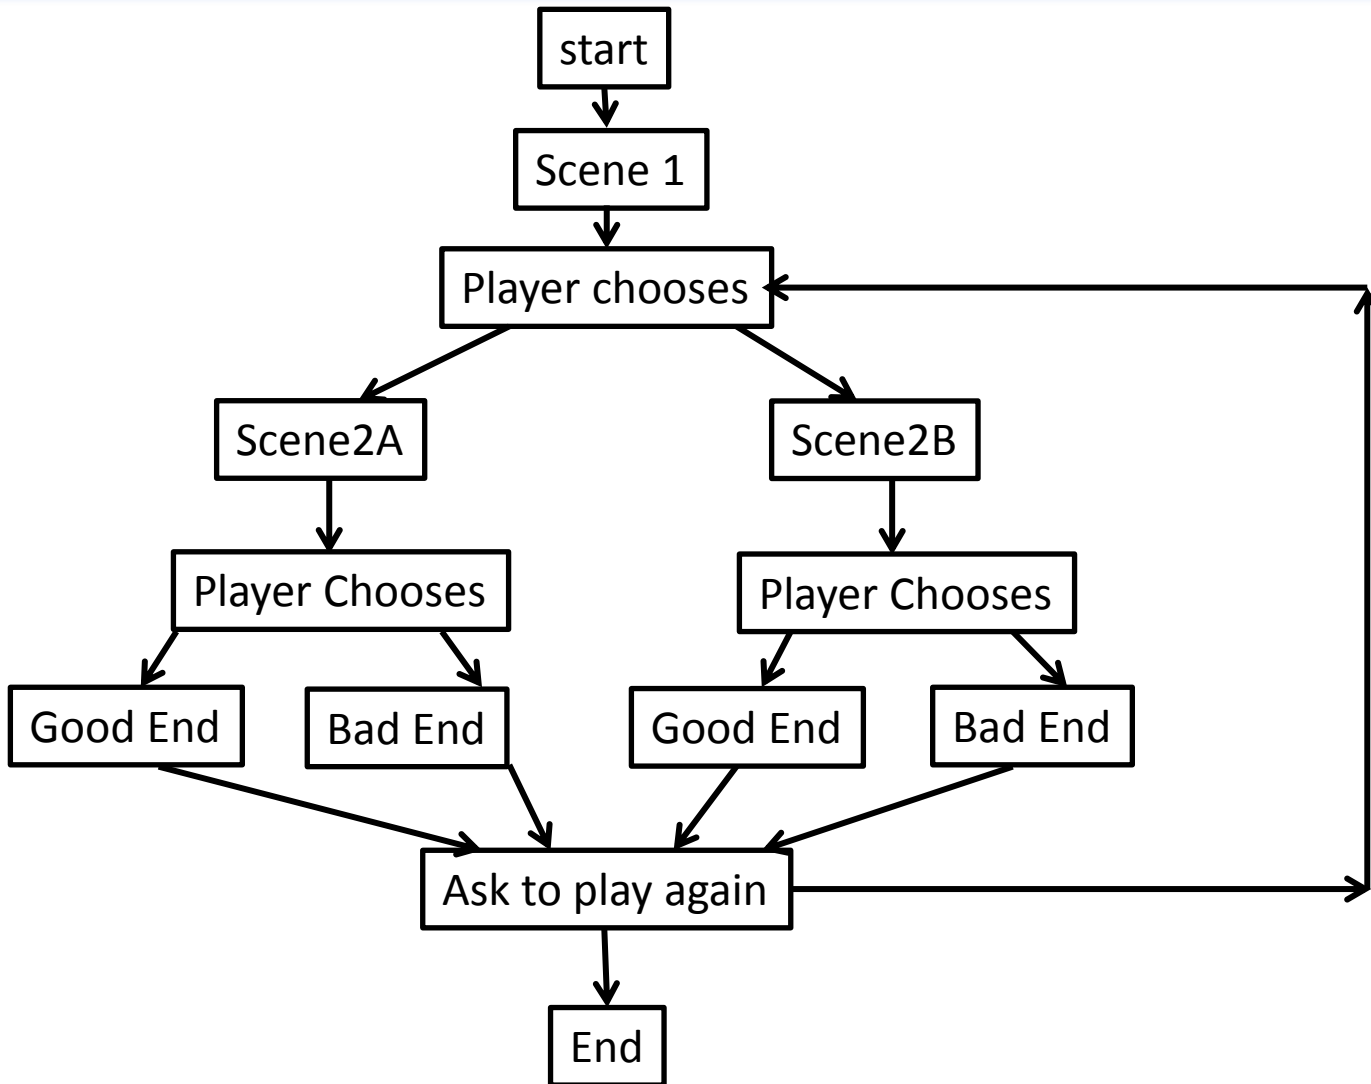 start
Scene 1
Player chooses
Scene2A
Scene2B
Player Chooses
Player Chooses
Good End
Bad End
Good End
Bad End
Ask to play again
End